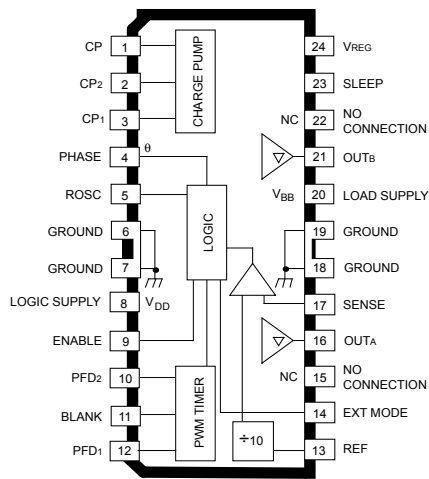 CP 1 CHARGE PUMP 24 VREG
CP2 2 23 SLEEP
CP1 3 NC 22 NO CONNECTION
PHASE 4 θ 21 OUTB
ROSC 5 LOGIC VBB 20 LOAD SUPPLY
GROUND 6 19 GROUND
GROUND 7 18 GROUND
LOGIC SUPPLY 8 VDD 17 SENSE
ENABLE 9 16 OUTA
PFD2 10 PWM TIMER NC 15 NO CONNECTION
BLANK 11 14 EXT MODE
PFD1 12 ÷10 13 REF